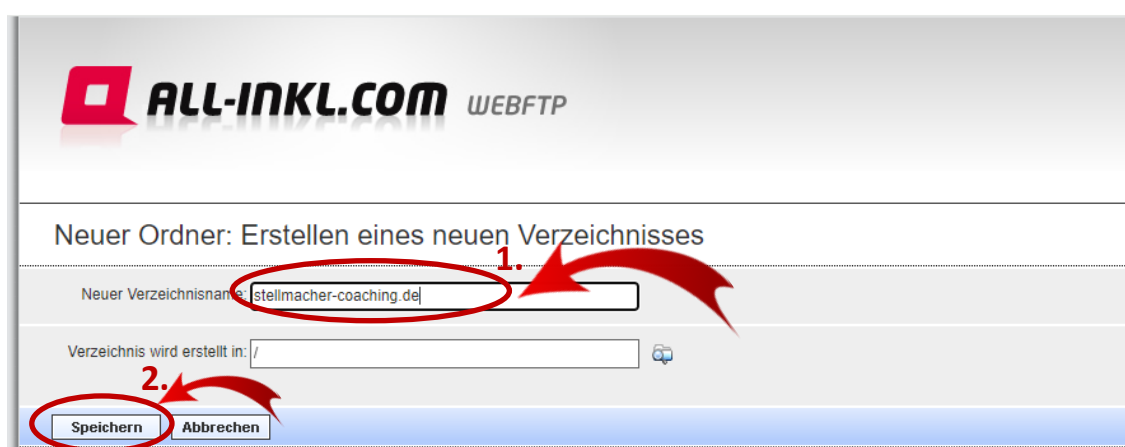 ALL-INKL.COM WEBFTP
Neuer Ordner: Erstellen eines neuen Verzeichnisses
1.
Neuer Verzeichnisname: stellmacher-coaching.de
Verzeichnis wird erstellt in: /
2.
Speichern Abbrechen